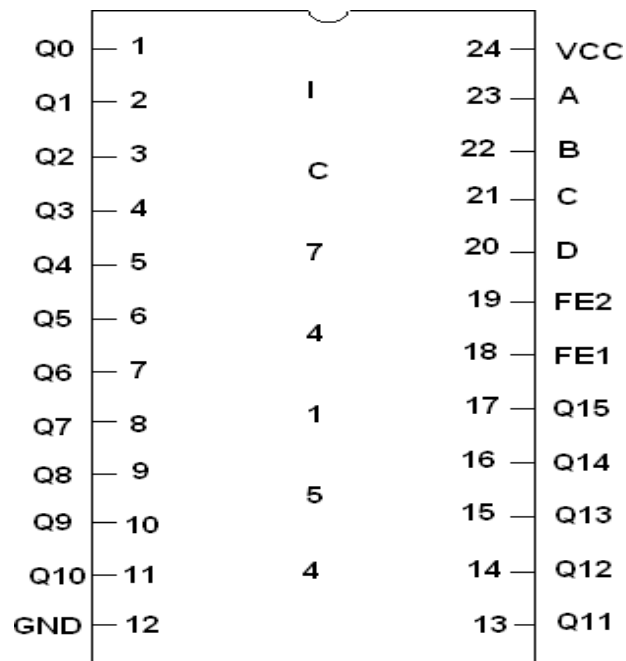 Q0 1 24 VCC
Q1 2 I 23 A
Q2 3 C 22 B
Q3 4 21 C
Q4 5 7 20 D
Q5 6 4 19 FE2
Q6 7 18 FE1
Q7 8 1 17 Q15
Q8 9 5 16 Q14
Q9 10 15 Q13
Q10 11 4 14 Q12
GND 12 13 Q11